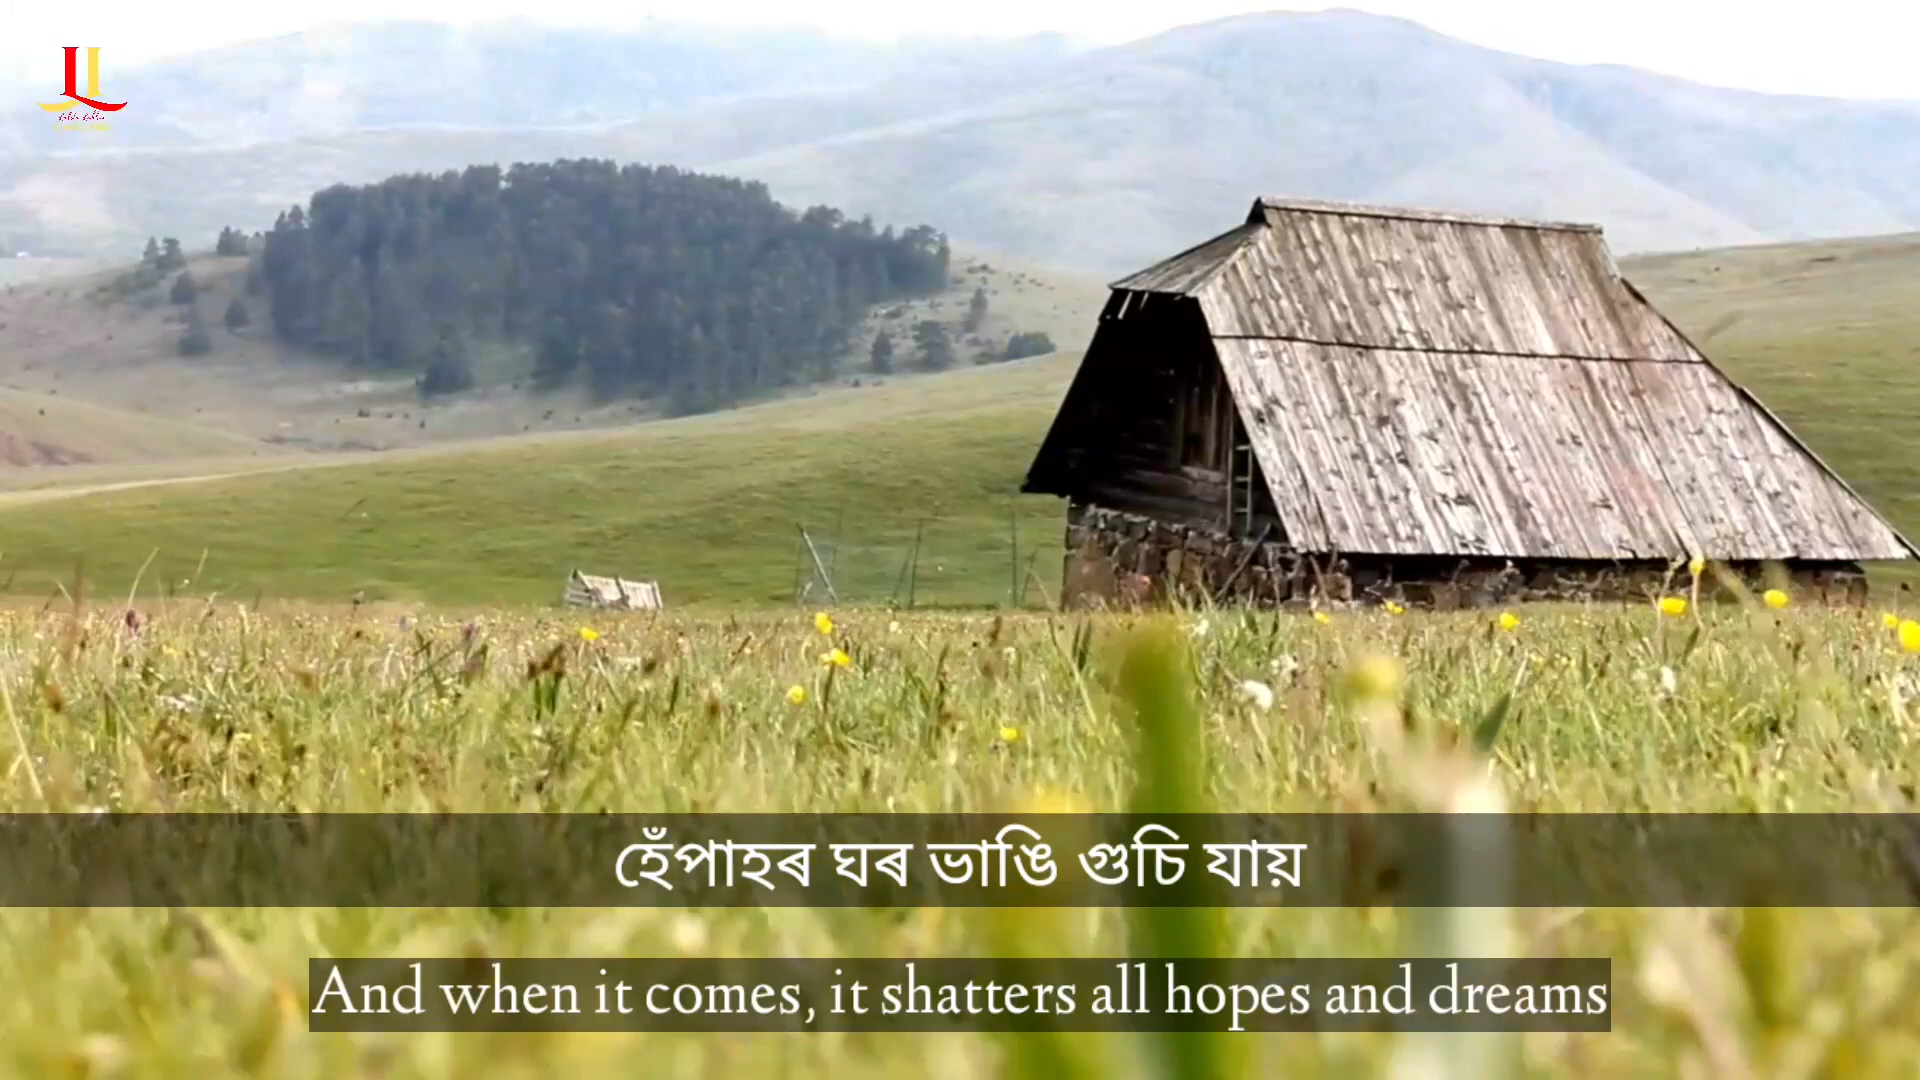 হেঁপাহৰ ঘৰ ভাঙি গুচি যায়
And when it comes, it shatters all hopes and dreams